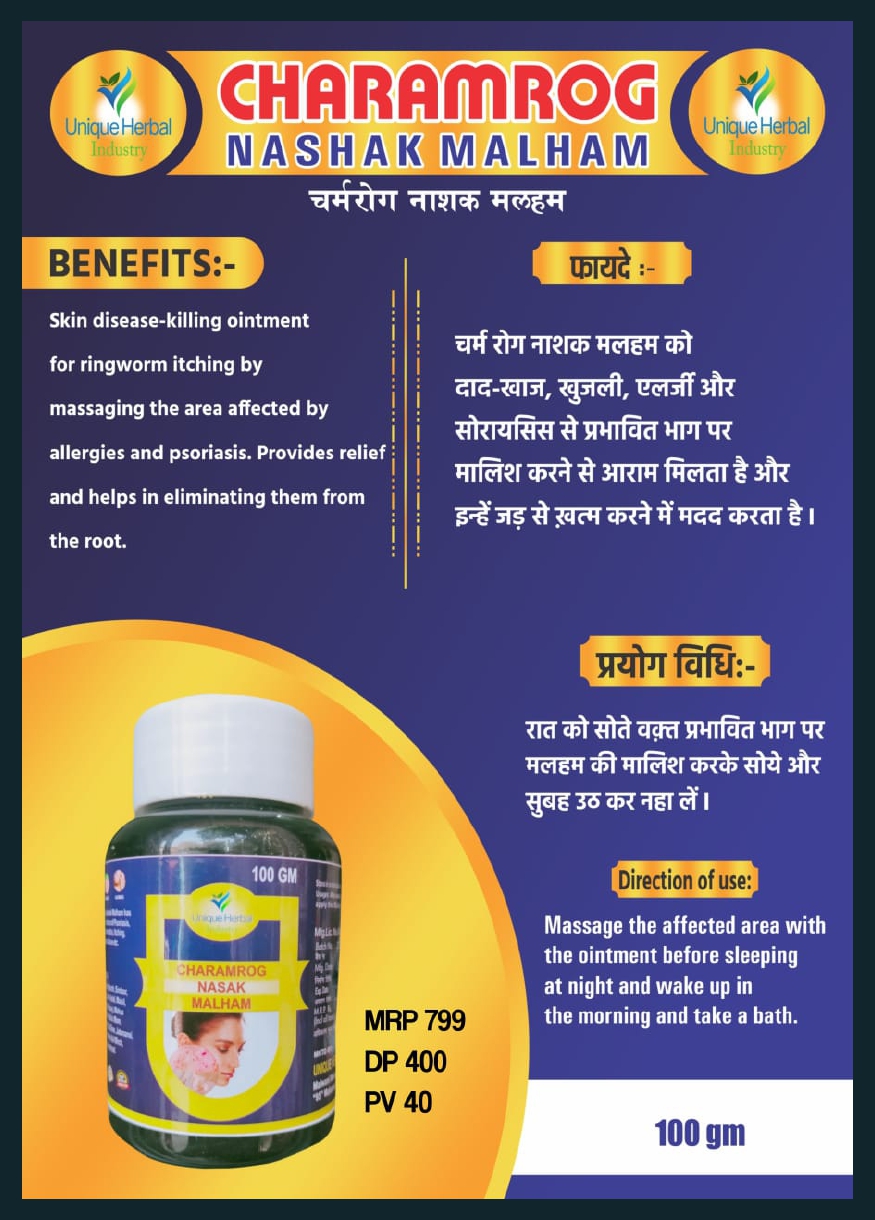 CHARAMROG
NASHAK MALHAM
Unique Herbal
Industry
Unique Herbal
Industry
चर्मरोग नाशक मलहम
BENEFITS:-
Skin disease-killing ointment
for ringworm itching by
massaging the area affected by
allergies and psoriasis. Provides relief
and helps in eliminating them from
the root.
फायदे :-
चर्म रोग नाशक मलहम को
दाद-खाज, खुजली, एलर्जी और
सोरायसिस से प्रभावित भाग पर
मालिश करने से आराम मिलता है और
इन्हें जड़ से ख़त्म करने में मदद करता है ।
प्रयोग विधि:-
रात को सोते वक़्त प्रभावित भाग पर
मलहम की मालिश करके सोये और
सुबह उठ कर नहा लें ।
Direction of use:
Massage the affected area with
the ointment before sleeping
at night and wake up in
the morning and take a bath.
100 GM
Unique Herbal
Industry
CHARAMROG
NASAK
MALHAM
MRP 799
DP 400
PV 40
100 gm